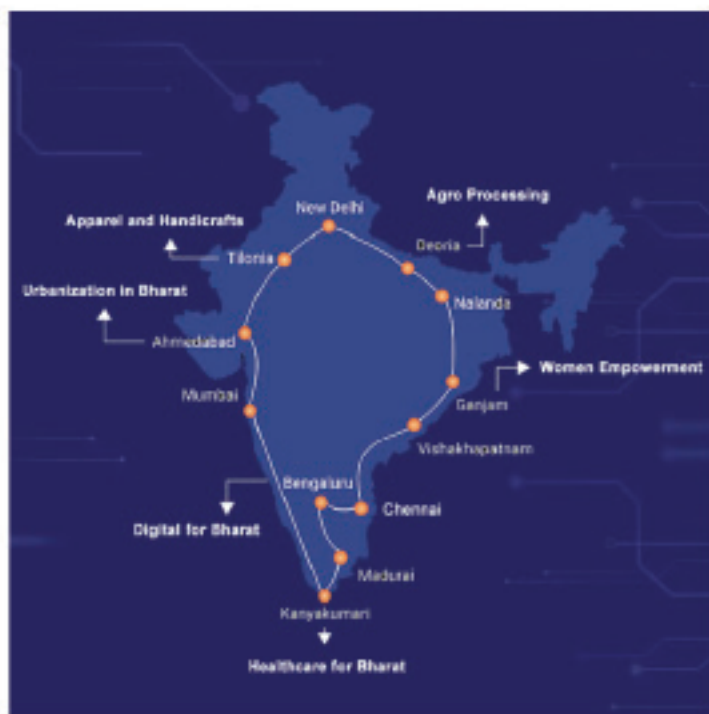 New Delhi
Agro Processing
Apparel and Handicrafts
Deoria
Tilonia
Urbanization in Bharat
Nalanda
Ahmedabad
Women Empowerment
Mumbai
Ganjam
Vishakhapatnam
Bengaluru
Chennai
Digital for Bharat
Madurai
Kanyakumari
Healthcare for Bharat